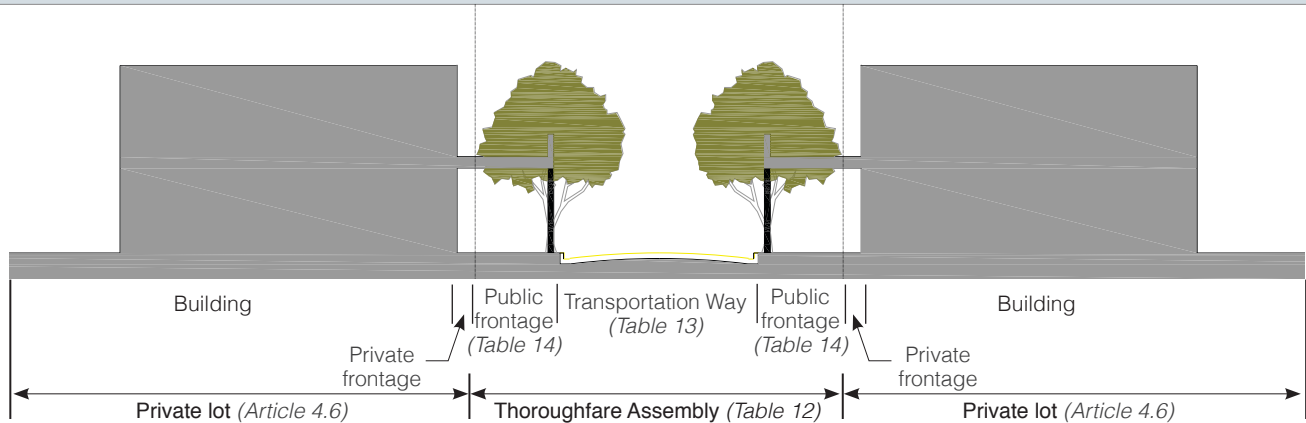 Building
Public
frontage
(Table 14)
Transportation Way
(Table 13)
Public
frontage
(Table 14)
Building
Private
frontage
Private
frontage
Private lot (Article 4.6)
Thoroughfare Assembly (Table 12)
Private lot (Article 4.6)